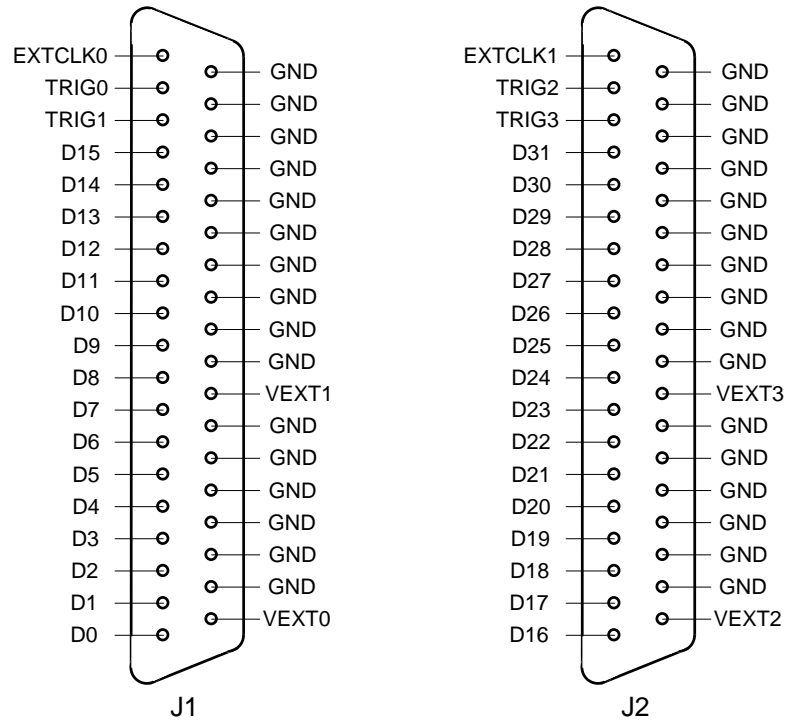 EXTCLK0
GND
TRIG0
GND
TRIG1
GND
D15
GND
D14
GND
D13
GND
D12
GND
D11
GND
D10
GND
D9
GND
D8
VEXT1
D7
GND
D6
GND
D5
GND
D4
GND
D3
GND
D2
GND
D1
VEXT0
D0
J1
EXTCLK1
GND
TRIG2
GND
TRIG3
GND
D31
GND
D30
GND
D29
GND
D28
GND
D27
GND
D26
GND
D25
GND
D24
VEXT3
D23
GND
D22
GND
D21
GND
D20
GND
D19
GND
D18
GND
D17
VEXT2
D16
J2